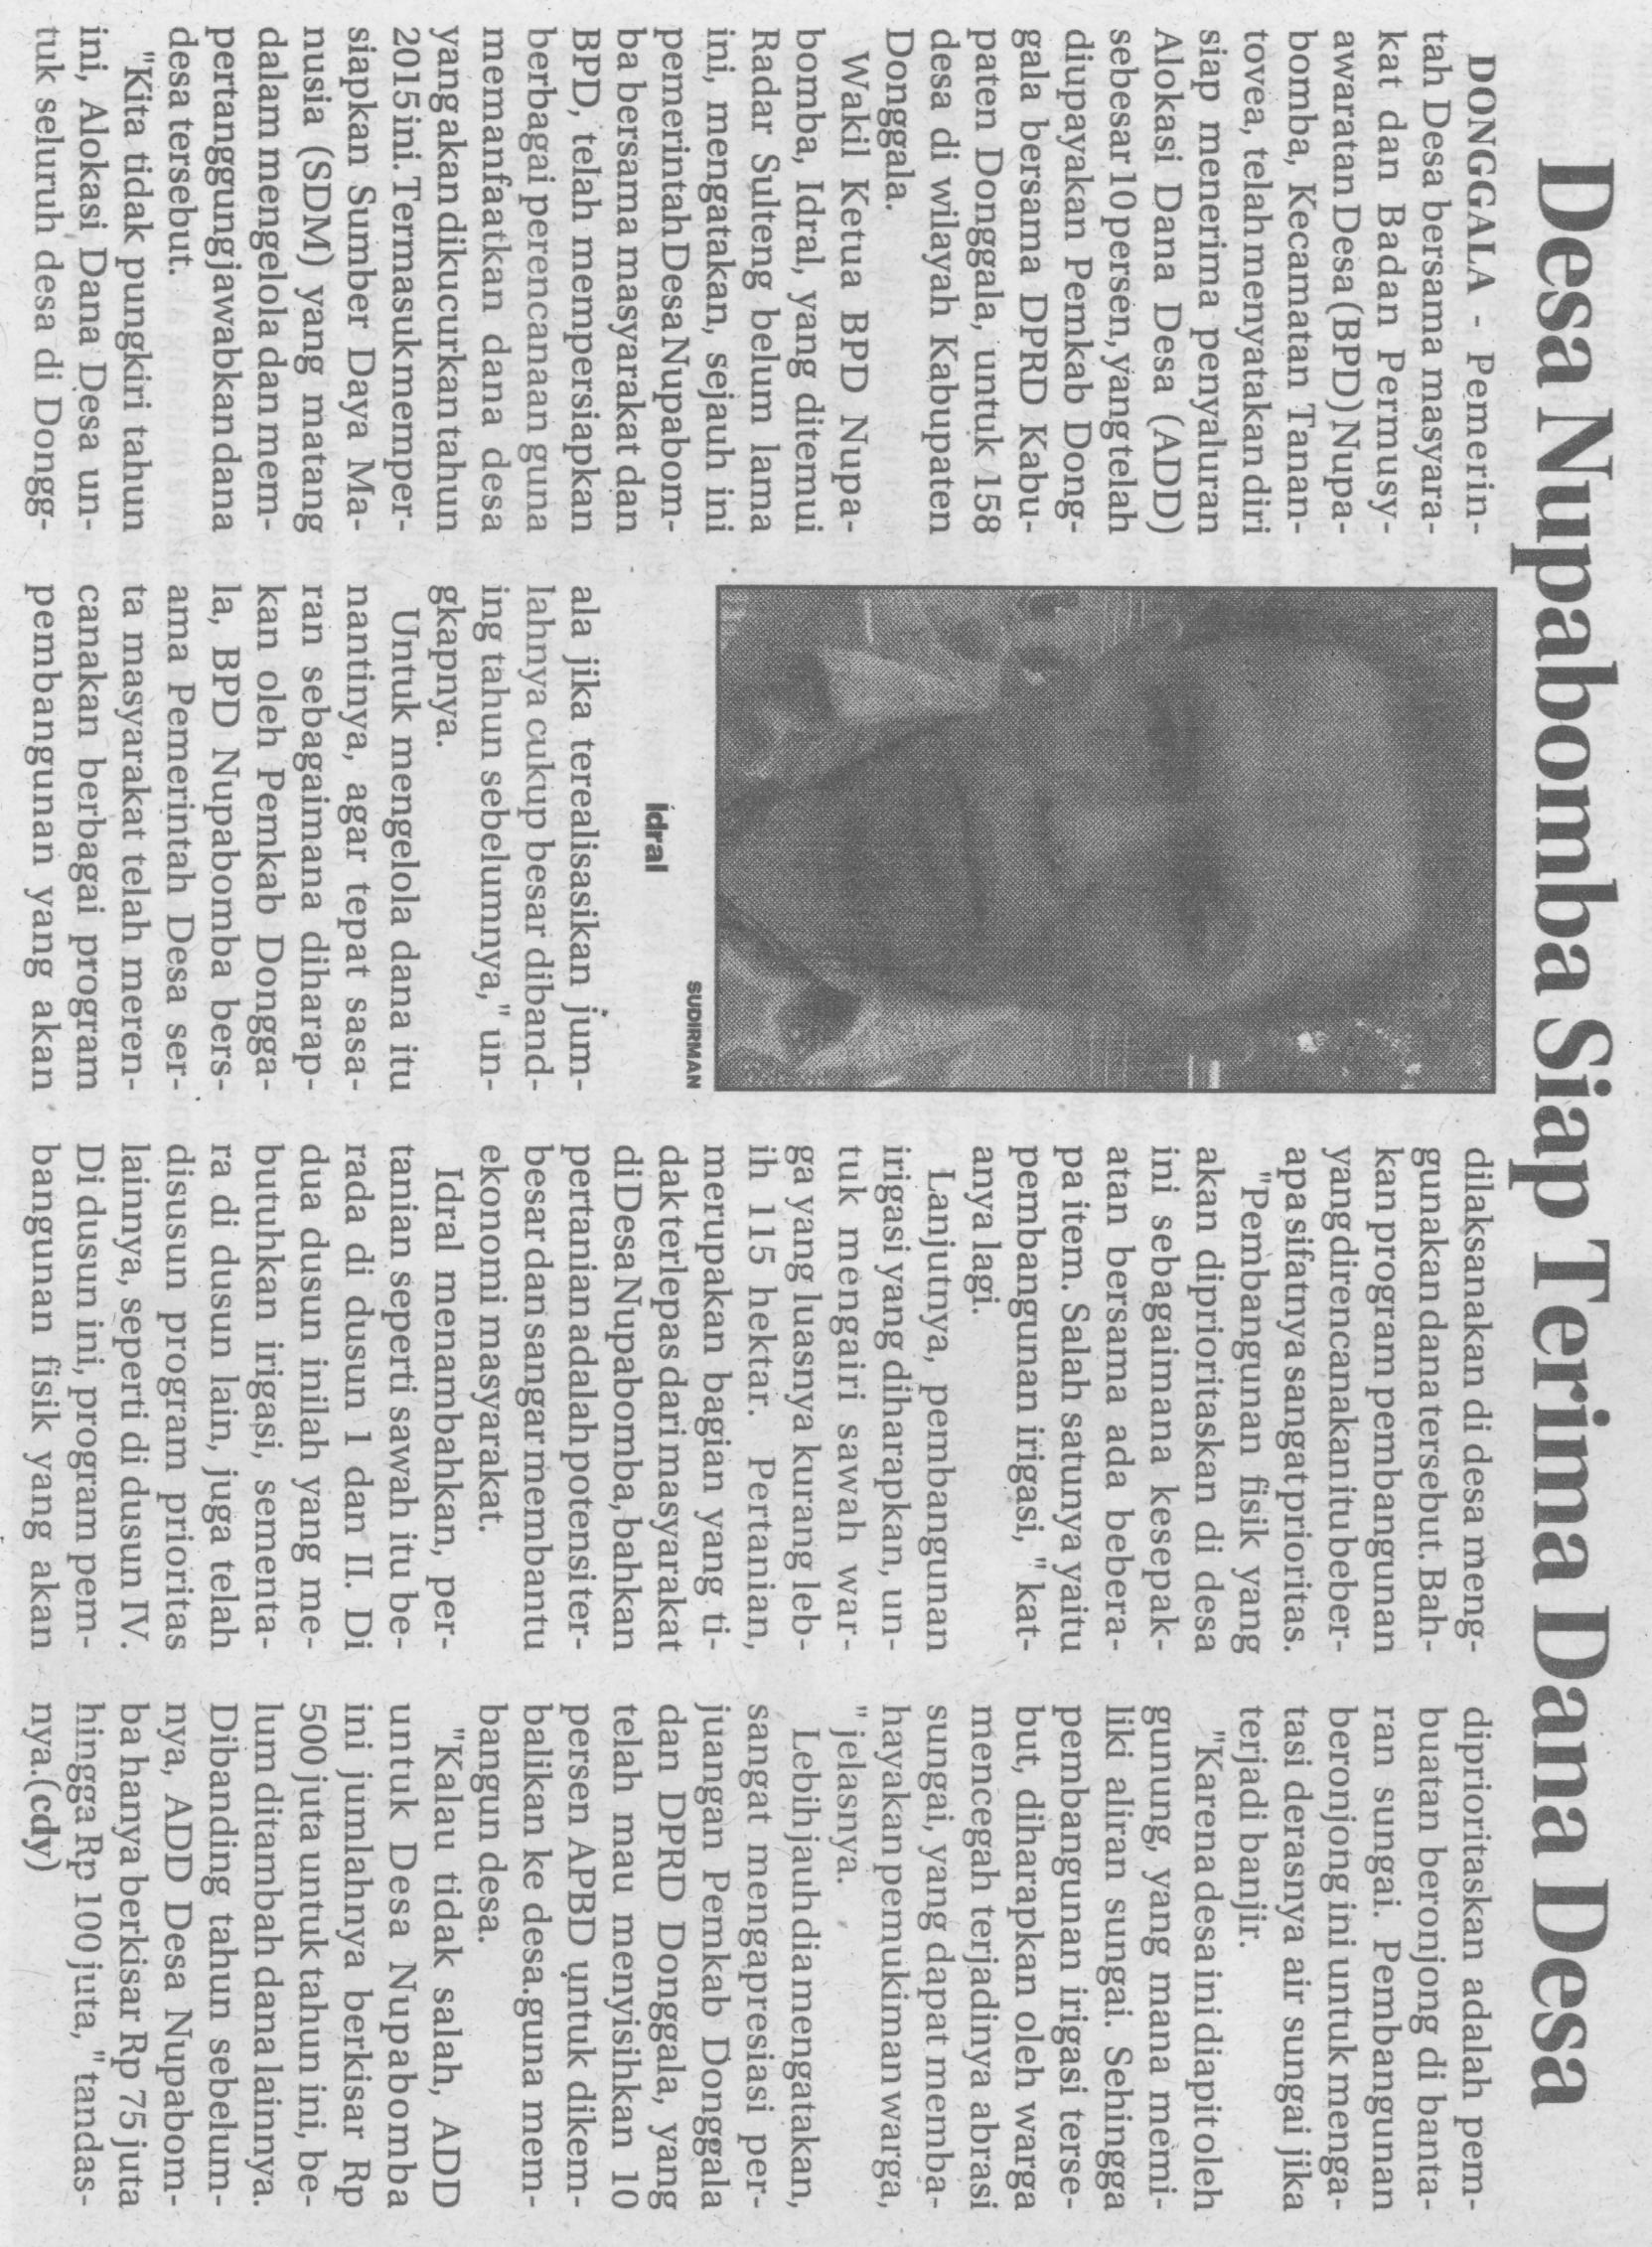 Desa Nupabomba Siap Terima Dana Desa
DONGGALA - Pemerin-
tah Desa bersama masyara-
kat dan Badan Permusy-
awaratan Desa (BPD) Nupa-
bomba, Kecamatan Tanan-
tovea, telah menyatakan diri
siap menerima penyaluran
Alokasi Dana Desa (ADD)
sebesar 10 persen, yang telah
diupayakan Pemkab Dong-
gala bersama DPRD Kabu-
paten Donggala, untuk 158
desa di wilayah Kabupaten
Donggala.
Wakil Ketua BPD Nupa-
bomba, Idral, yang ditemui
Radar Sulteng belum lama
ini, mengatakan, sejauh ini
pemerintah Desa Nupabom-
ba bersama masyarakat dan
BPD, telah mempersiapkan
berbagai perencanaan guna
memanfaatkan dana desa
yang akan dikucurkan tahun
2015 ini. Termasuk memper-
siapkan Sumber Daya Ma-
nusia (SDM) yang matang
dalam mengelola dan mem-
pertanggungjawabkan dana
desa tersebut.
"Kita tidak pungkiri tahun
ini, Alokasi Dana Desa un-
tuk seluruh desa di Dongg-
SUDIRMAN
Idral
ala jika terealisasikan jum-
lahnya cukup besar diband-
ing tahun sebelumnya," un-
gkapnya.
Untuk mengelola dana itu
nantinya, agar tepat sasa-
ran sebagaimana diharap-
kan oleh Pemkab Dongga-
la, BPD Nupabomba bers-
ama Pemerintah Desa ser-
ta masyarakat telah meren-
canakan berbagai program
pembangunan yang akan
dilaksanakan di desa meng-
gunakan dana tersebut. Bah-
kan program pembangunan
yang direncanakan itu beber-
apa sifatnya sangat prioritas.
"Pembangunan fisik yang
akan diprioritaskan di desa
ini sebagaimana kesepak-
atan bersama ada bebera-
pa item. Salah satunya yaitu
pembangunan irigasi," kat-
anya lagi.
Lanjutnya, pembangunan
irigasi yang diharapkan, un-
tuk mengairi sawah war-
ga yang luasnya kurang leb-
ih 115 hektar. Pertanian,
merupakan bagian yang ti-
dak terlepas dari masyarakat
di Desa Nupabomba, bahkan
pertanian adalah potensi ter-
besar dan sangar membantu
ekonomi masyarakat.
Idral menambahkan, per-
tanian seperti sawah itu be-
rada di dusun 1 dan II. Di
dua dusun inilah yang me-
butuhkan irigasi, sementa-
ra di dusun lain, juga telah
disusun program prioritas
lainnya, seperti di dusun IV.
Di dusun ini, program pem-
bangunan fisik yang akan
diprioritaskan adalah pem-
buatan beronjong di banta-
ran sungai. Pembangunan
beronjong ini untuk menga-
tasi derasnya air sungai jika
terjadi banjir.
"Karena desa ini diapit oleh
gunung, yang mana memi-
liki aliran sungai. Sehingga
pembangunan irigasi terse-
but, diharapkan oleh warga
mencegah terjadinya abrasi
sungai, yang dapat memba-
hayakan pemukiman warga,
" jelasnya.
Lebih jauh dia mengatakan,
sangat mengapresiasi per-
juangan Pemkab Donggala
dan DPRD Donggala, yang
telah mau menyisihkan 10
persen APBD untuk dikem-
balikan ke desa.guna mem-
bangun desa.
"Kalau tidak salah, ADD
untuk Desa Nupabomba
ini jumlahnya berkisar Rp
500 juta untuk tahun ini, be-
lum ditambah dana lainnya.
Dibanding tahun sebelum-
nya, ADD Desa Nupabom-
ba hanya berkisar Rp 75 juta
hingga Rp 100 juta," tandas-
nya.(cdy)